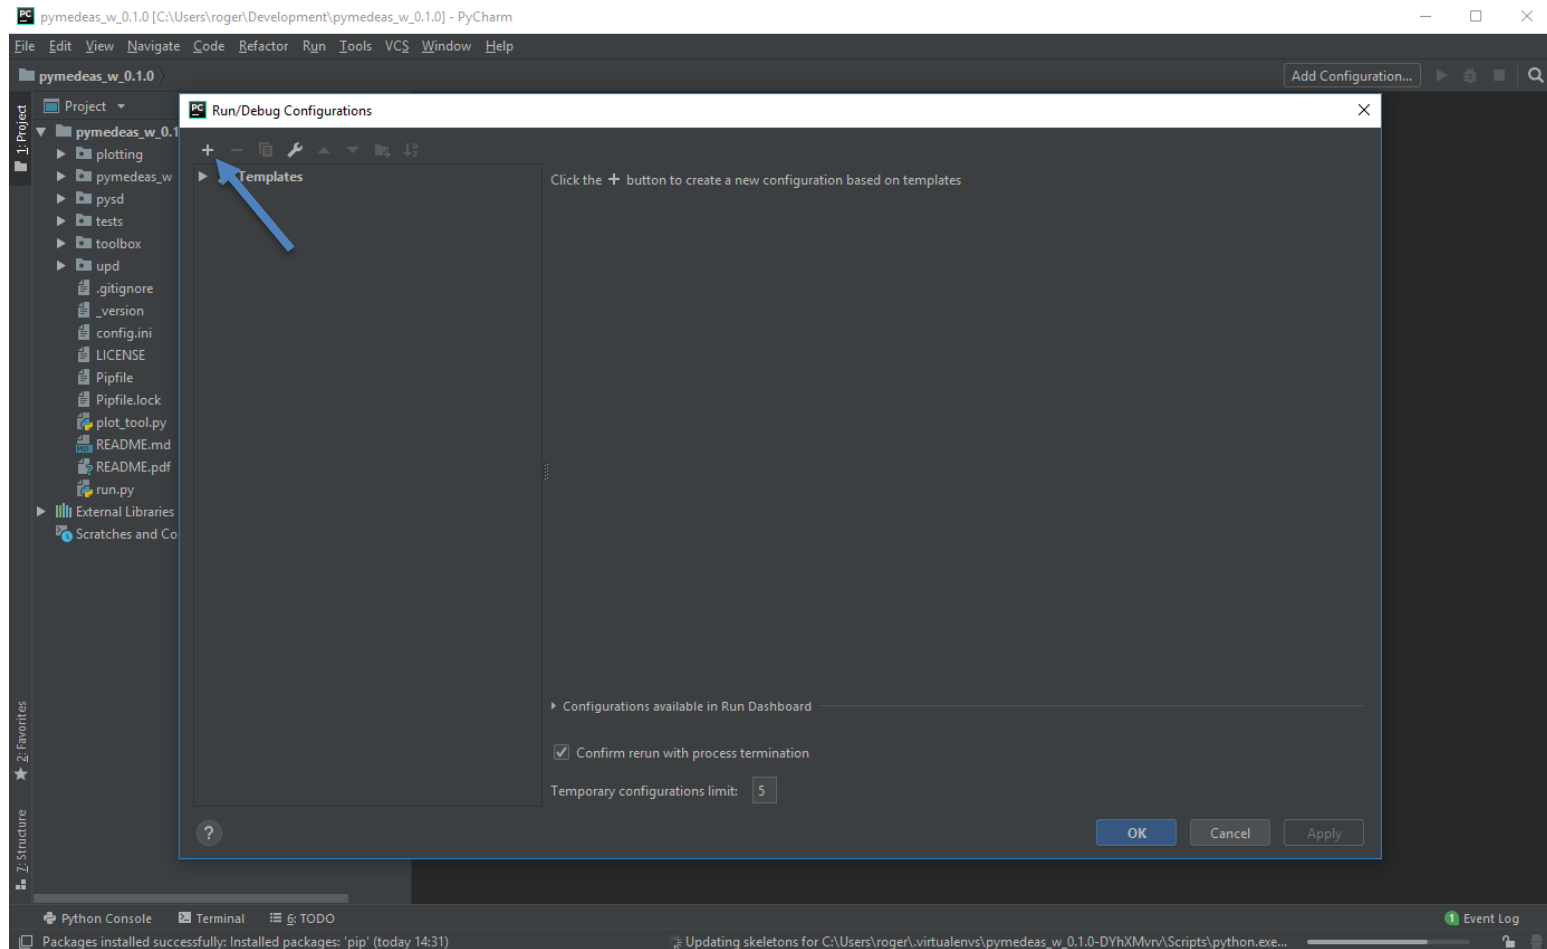 pymedeas_w_0.1.0 [C:\Users\roger\Development\pymedeas_w_0.1.0] - PyCharm
File Edit View Navigate Code Refactor Run Tools VCS Window Help
pymedeas_w_0.1.0
Add Configuration...
1: Project
Project
pymedeas_w_0.1
plotting
pymedeas_w
pysd
tests
toolbox
upd
.gitignore
_version
config.ini
LICENSE
Pipfile
Pipfile.lock
plot_tool.py
README.md
README.pdf
run.py
External Libraries
Scratches and Co
Run/Debug Configurations
Templates
Click the + button to create a new configuration based on templates
Configurations available in Run Dashboard
Confirm rerun with process termination
Temporary configurations limit: 5
? OK Cancel Apply
2: Favorites
7: Structure
Python Console Terminal 6: TODO
1 Event Log
Packages installed successfully: Installed packages: 'pip' (today 14:31)
Updating skeletons for C:\Users\roger\.virtualenvs\pymedeas_w_0.1.0-DYhXMvrv\Scripts\python.exe...